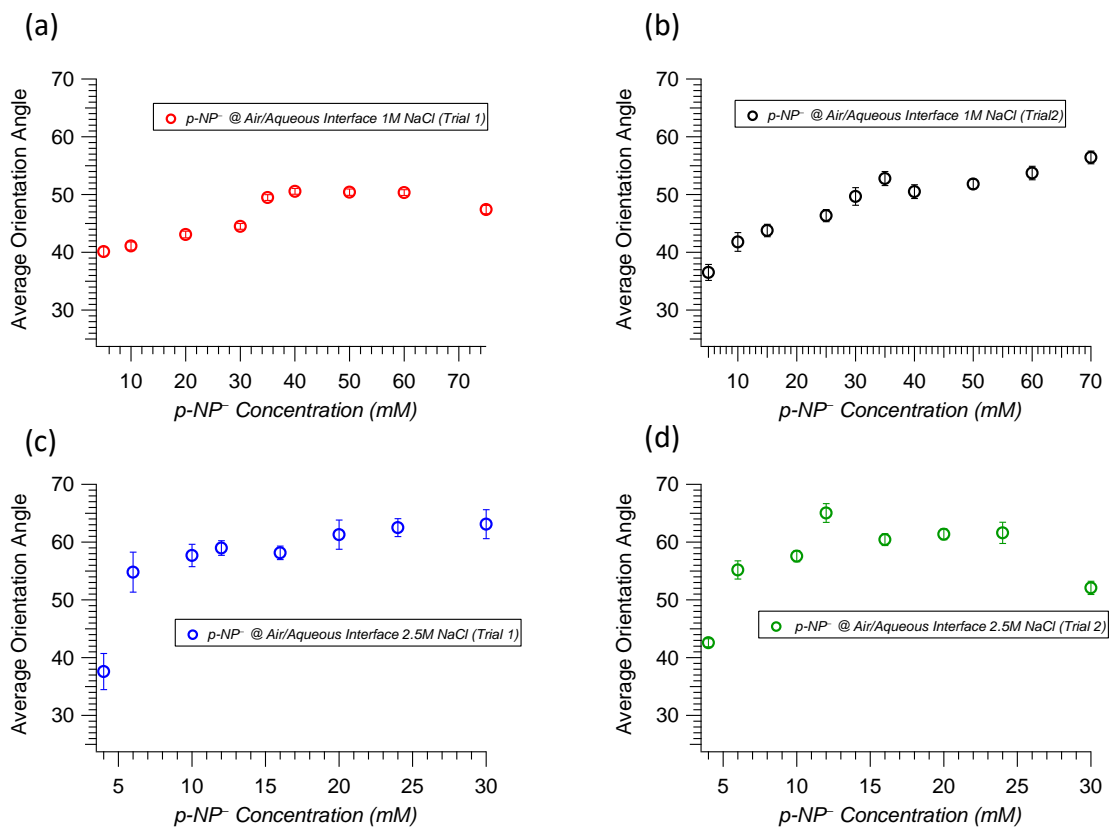 (a)
70
60
50
40
30
Average Orientation Angle
p-NP⁻ @ Air/Aqueous Interface 1M NaCl (Trial 1)
10 20 30 40 50 60 70
p-NP⁻ Concentration (mM)
(b)
70
60
50
40
30
Average Orientation Angle
p-NP⁻ @ Air/Aqueous Interface 1M NaCl (Trial2)
10 20 30 40 50 60 70
p-NP⁻ Concentration (mM)
(c)
70
60
50
40
30
Average Orientation Angle
p-NP⁻ @ Air/Aqueous Interface 2.5M NaCl (Trial 1)
5 10 15 20 25 30
p-NP⁻ Concentration (mM)
(d)
70
60
50
40
30
Average Orientation Angle
p-NP⁻ @ Air/Aqueous Interface 2.5M NaCl (Trial 2)
5 10 15 20 25 30
p-NP⁻ Concentration (mM)